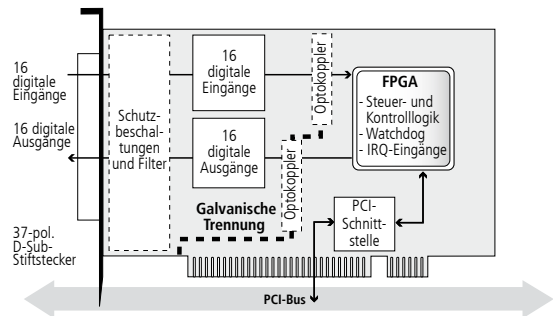 16
digitale
Eingänge
16 digitale
Ausgänge
37-pol.
D-Sub-
Stiftstecker
Schutz-
beschal-
tungen
und Filter
16
digitale
Eingänge
16
digitale
Ausgänge
Optokoppler
Optokoppler
Galvanische
Trennung
FPGA
- Steuer- und
Kontrolllogik
- Watchdog
- IRQ-Eingänge
PCI-
Schnitt-
stelle
PCI-Bus